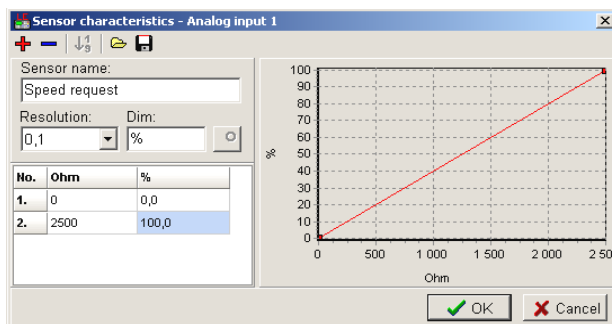 Sensor characteristics - Analog input 1
Sensor name:
Speed request
Resolution: Dim:
0,1 %
No. Ohm %
1. 0 0,0
2. 2500 100,0
100
90
80
70
60
50
40
30
20
10
0
%
0 500 1 000 1 500 2 000 2 50
Ohm
OK Cancel